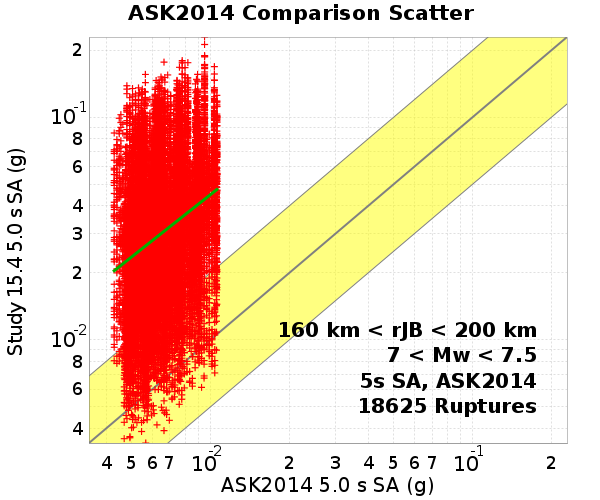 ASK2014 Comparison Scatter
Study 15.4 5.0 s SA (g)
2
10-1
8
6
4
3
2
10-2
8
6
4
160 km < rJB < 200 km
7 < Mw < 7.5
5s SA, ASK2014
18625 Ruptures
4 5 6 7 10-2 2 3 4 5 6 7 10-1 2
ASK2014 5.0 s SA (g)